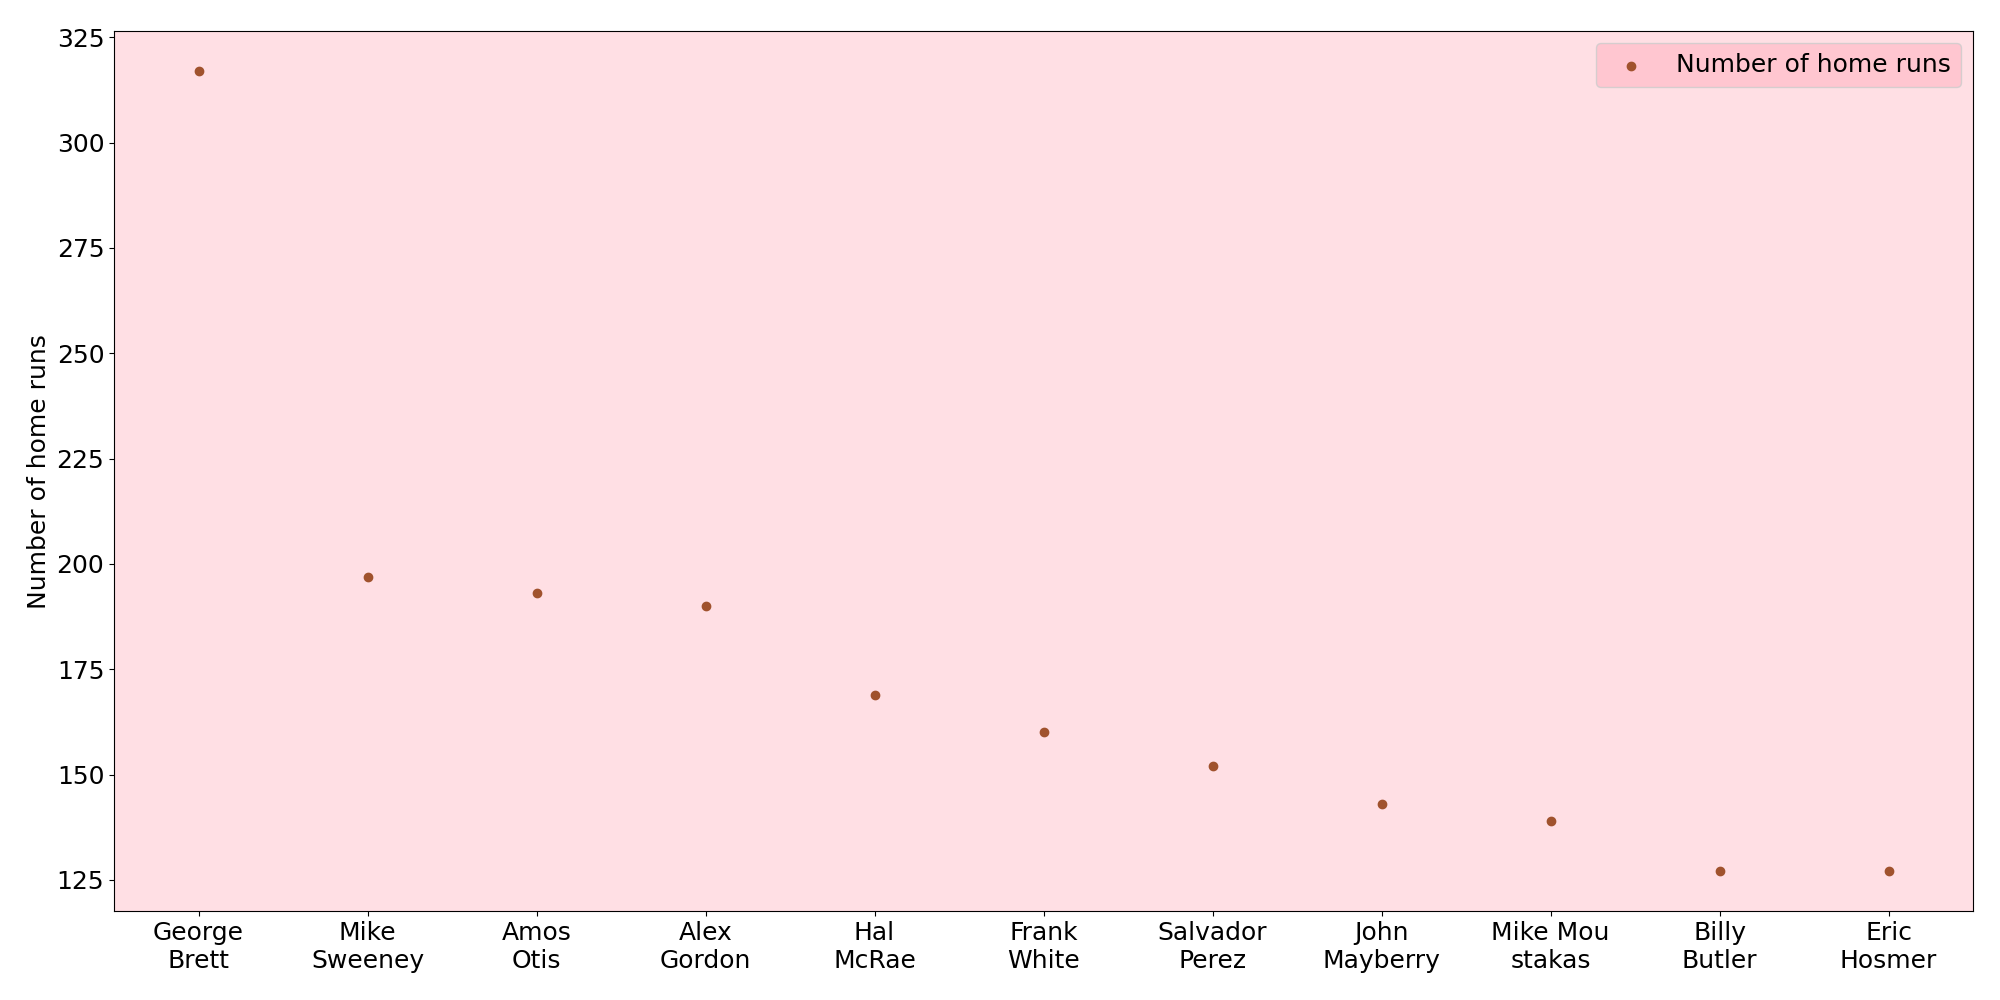 Number of home runs
325
300
275
250
225
200
175
150
125
Number of home runs
George
Brett
Mike
Sweeney
Amos
Otis
Alex
Gordon
Hal
McRae
Frank
White
Salvador
Perez
John
Mayberry
Mike Mou
stakas
Billy
Butler
Eric
Hosmer